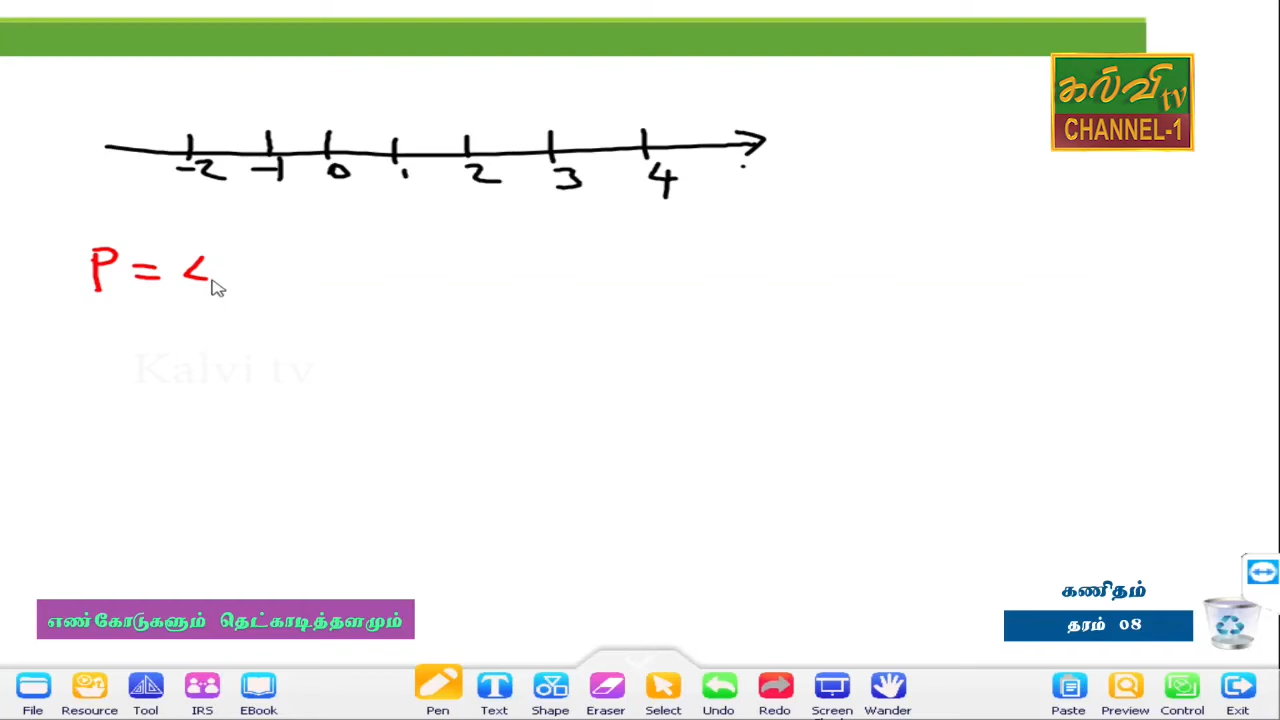 கல்வி tv
CHANNEL-1
-2 -1 0 1 2 3 4
P = <
Kalvi tv
கணிதம்
தரம் 08
எண்கோடுகளும் தெட்காடித்தளமும்
File Resource Tool IRS EBook Pen Text Shape Eraser Select Undo Redo Screen Wander Paste Preview Control Exit